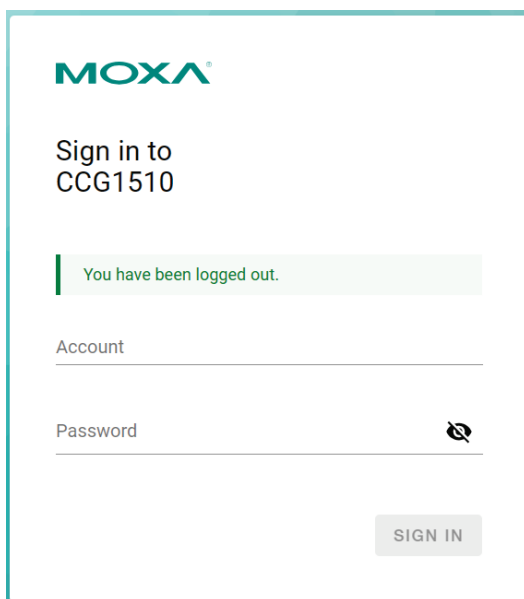 MOXA®
Sign in to
CCG1510
You have been logged out.
Account
Password
SIGN IN